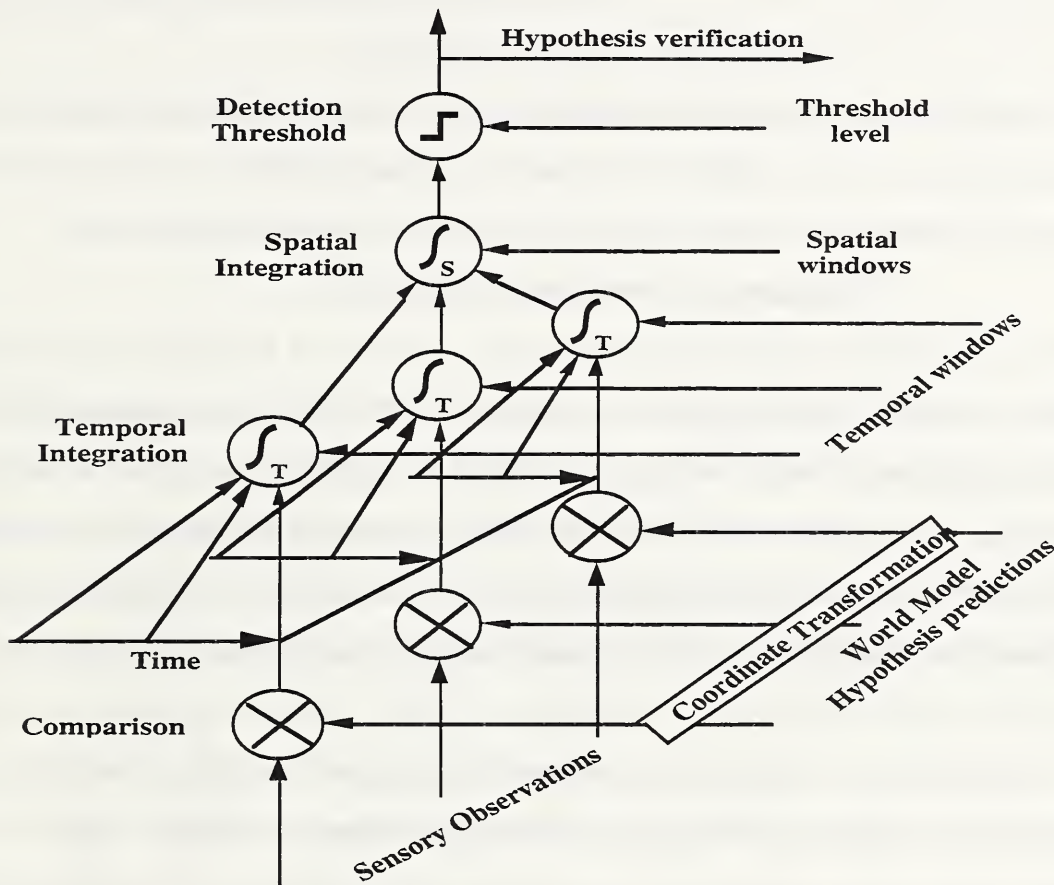 Hypothesis verification
Detection
Threshold
Threshold
level
Spatial
Integration
S
Spatial
windows
T
T
Temporal windows
Temporal
Integration
T
Coordinate Transformation
World Model
Hypothesis predictions
Time
Comparison
Sensory Observations